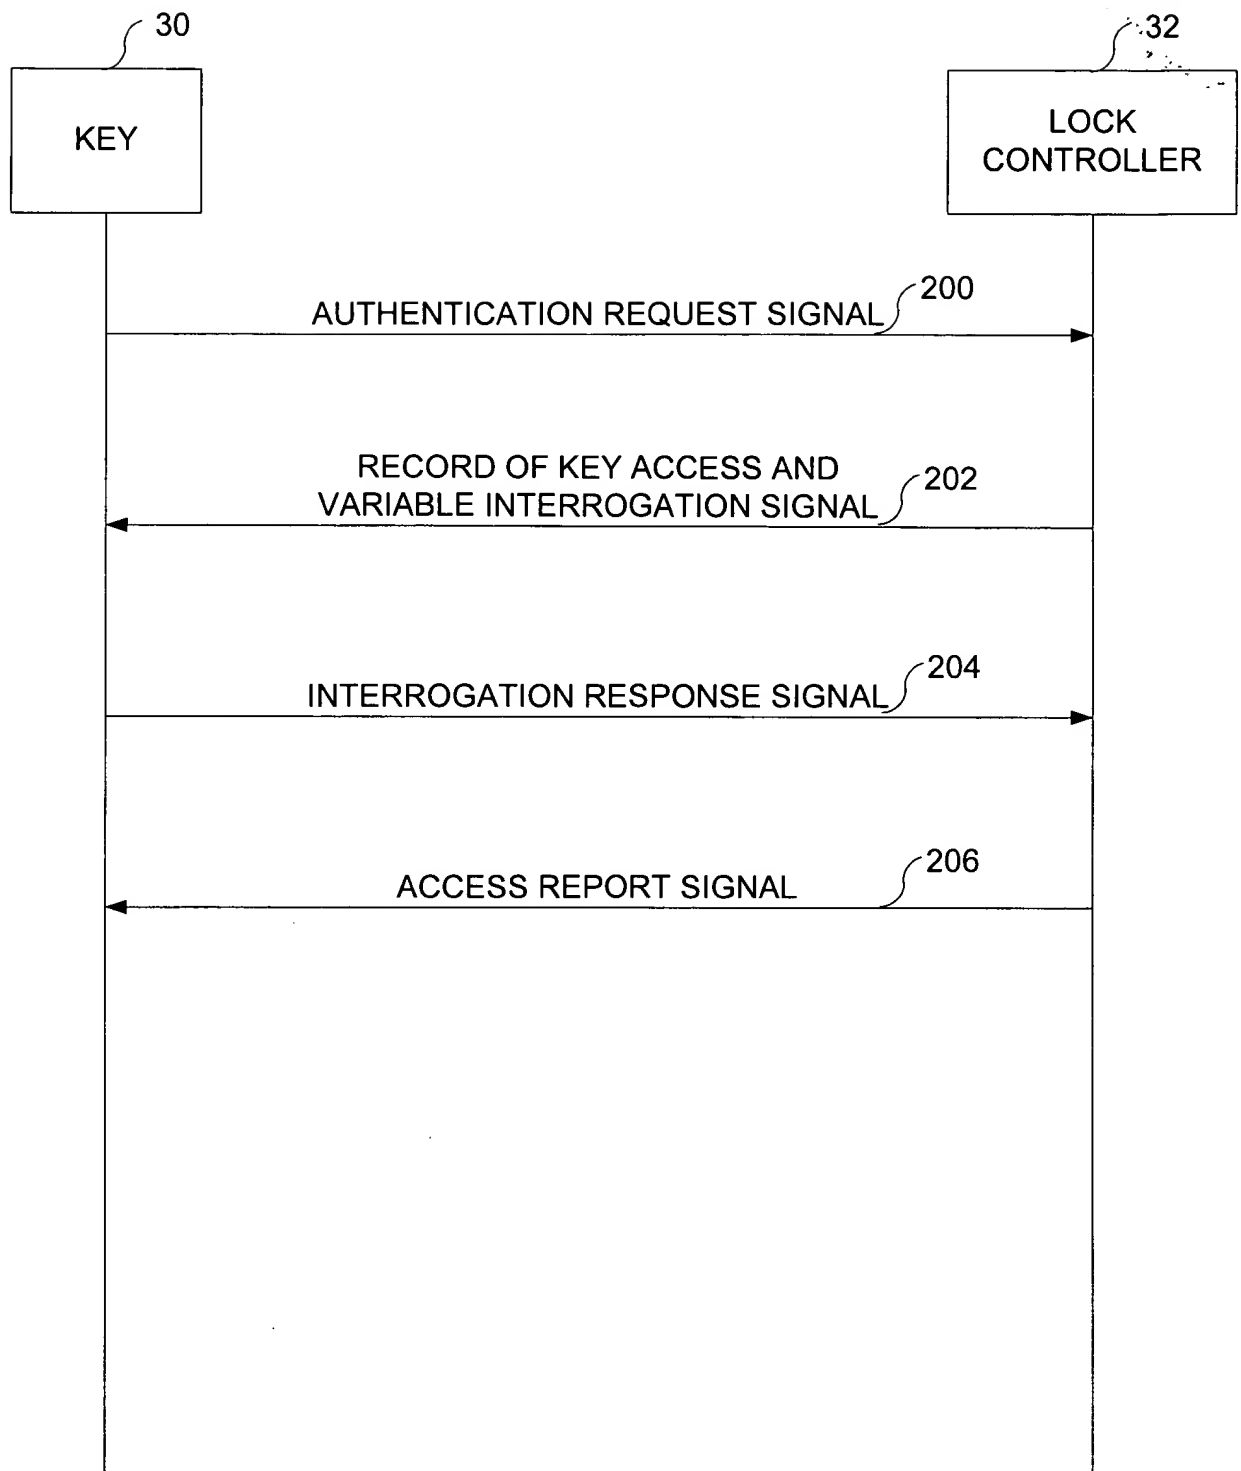 30
32
KEY
LOCK
CONTROLLER
200
AUTHENTICATION REQUEST SIGNAL
RECORD OF KEY ACCESS AND
202
VARIABLE INTERROGATION SIGNAL
204
INTERROGATION RESPONSE SIGNAL
206
ACCESS REPORT SIGNAL